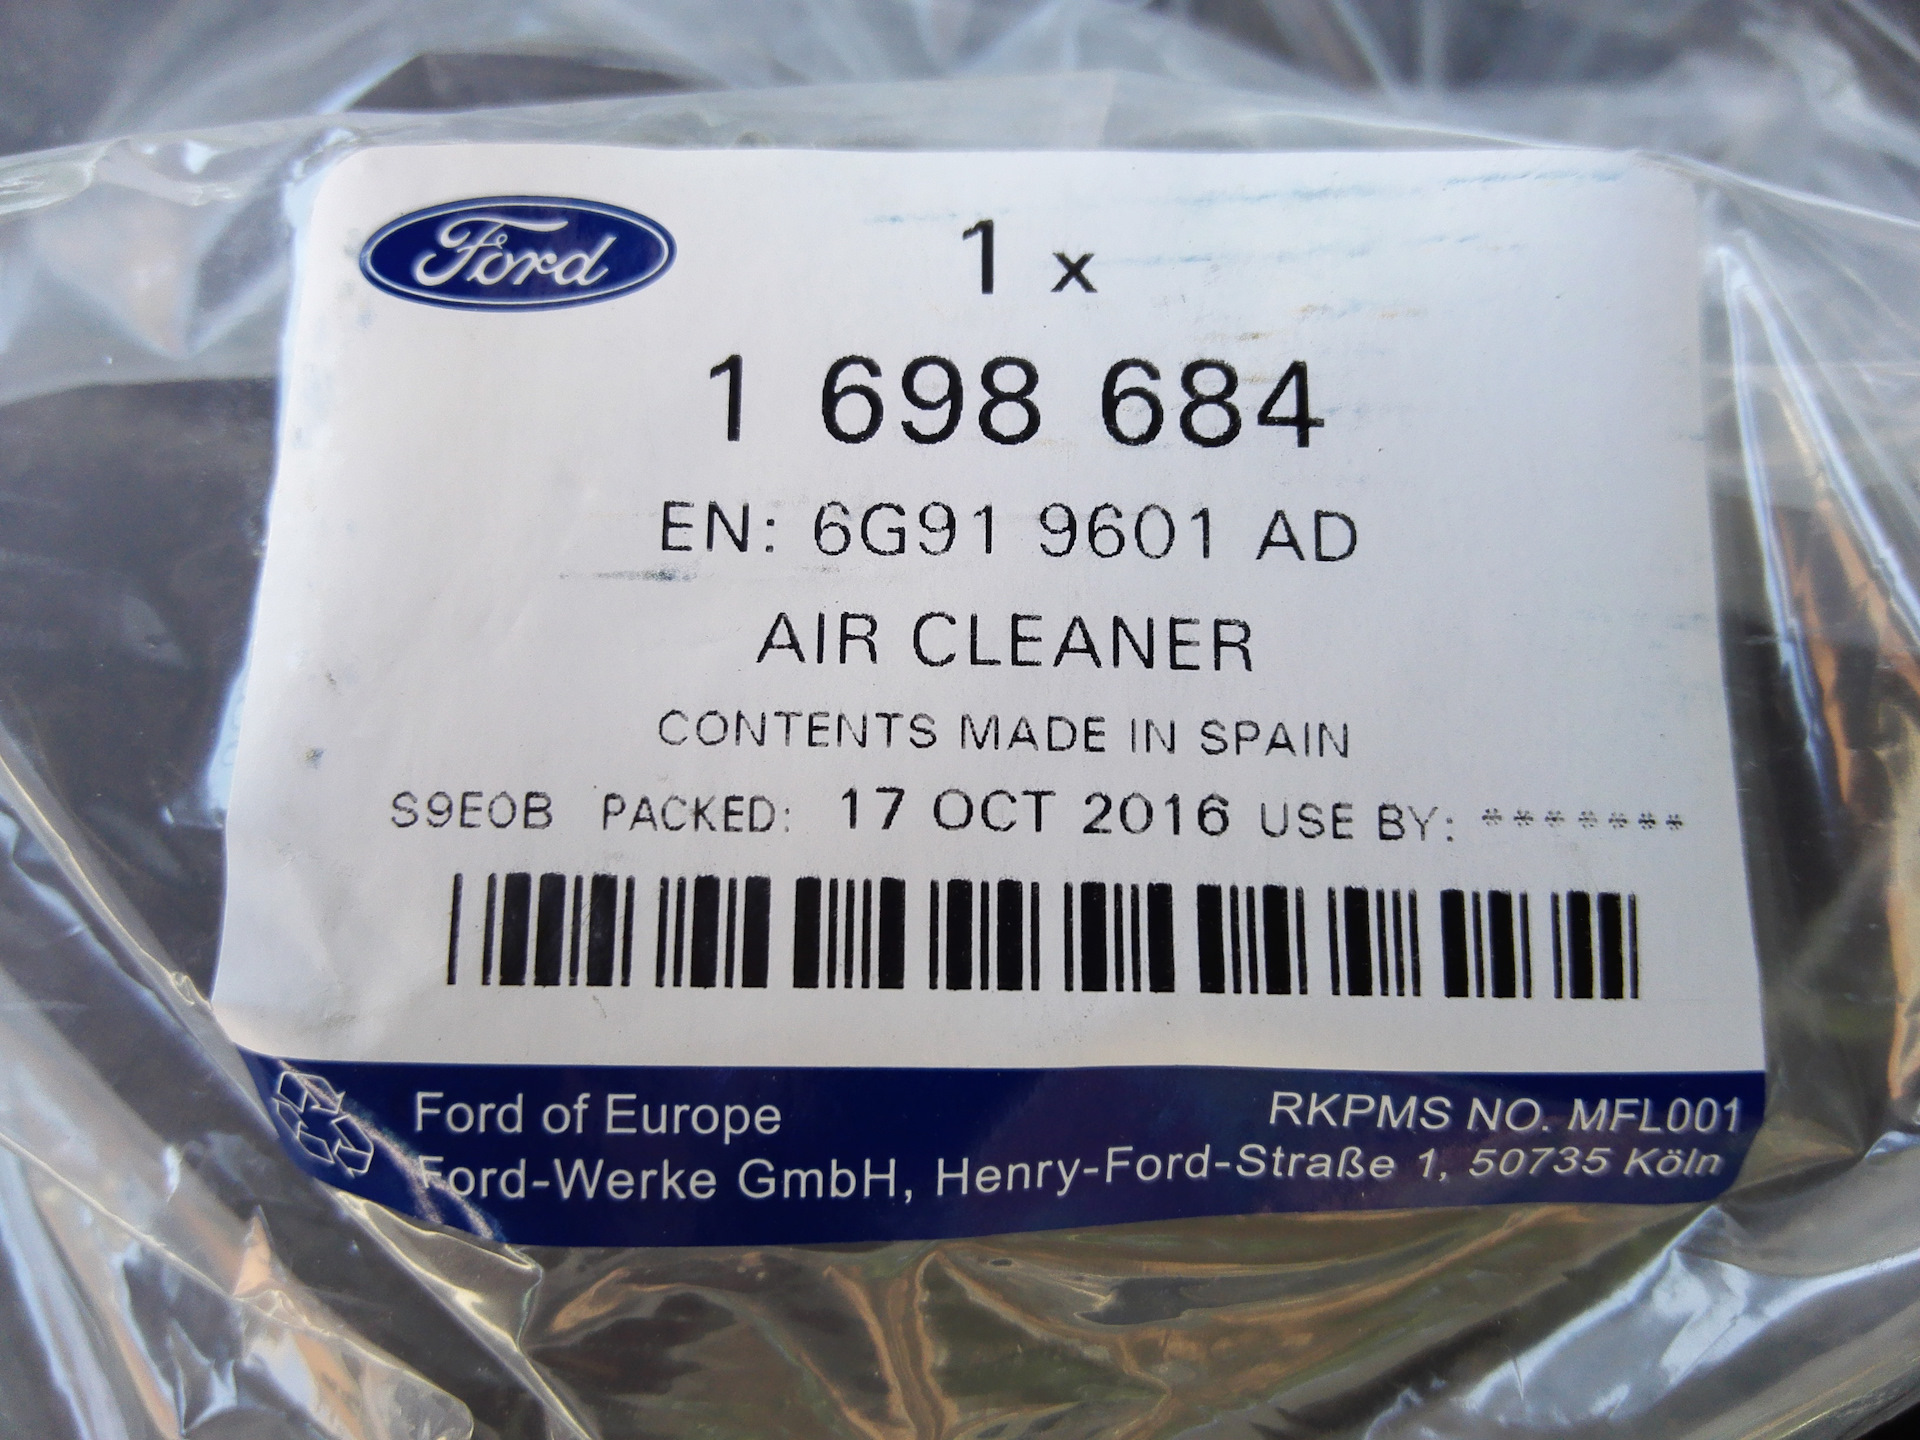 Ford
1 x
1 698 684
EN: 6G91 9601 AD
AIR CLEANER
CONTENTS MADE IN SPAIN
S9E0B PACKED: 17 OCT 2016 USE BY: *******
Ford of Europe RKPMS NO. MFL001
Ford-Werke GmbH, Henry-Ford-Straße 1, 50735 Köln